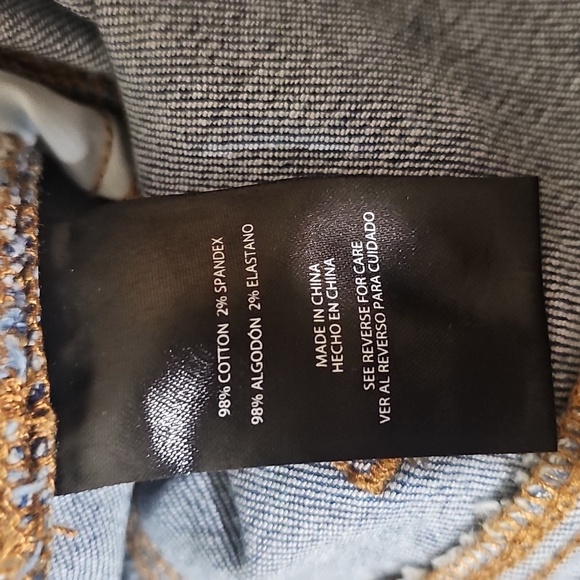 98% COTTON 2% SPANDEX
98% ALGODÓN 2% ELASTANO
MADE IN CHINA
HECHO EN CHINA
SEE REVERSE FOR CARE
VER AL REVERSO PARA CUIDADO